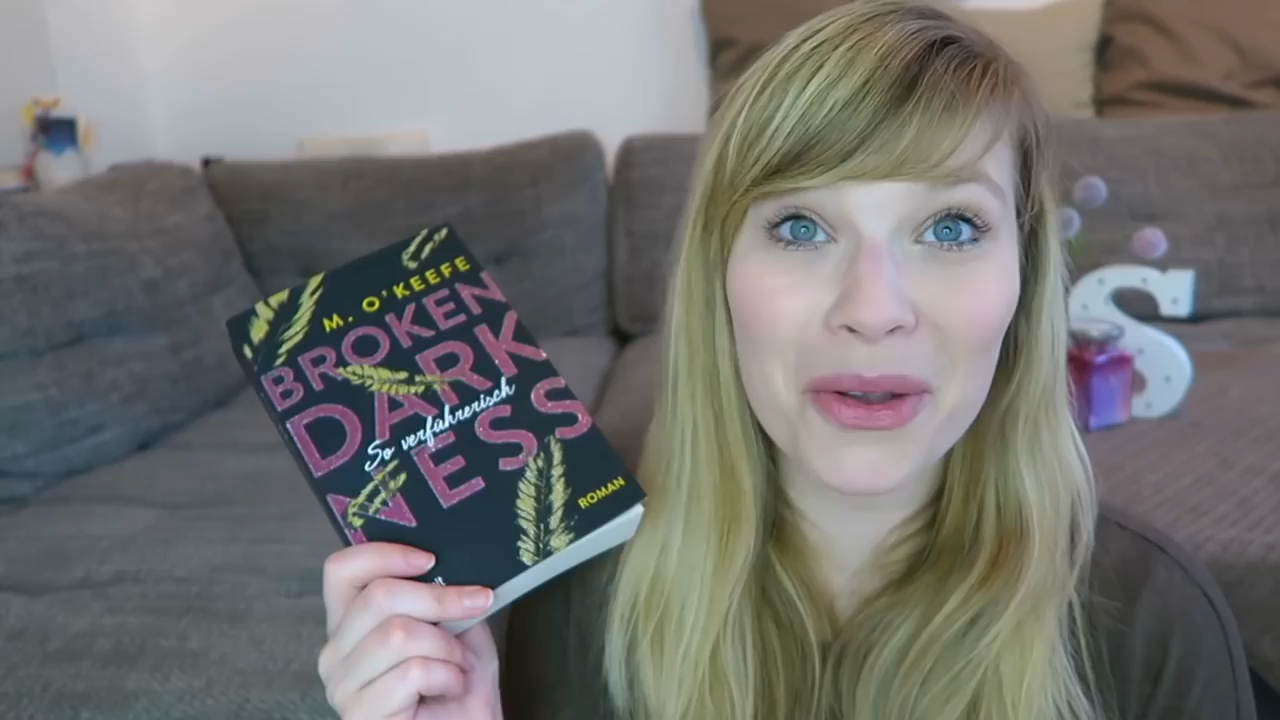 M. O'KEEFE
BROKEN
DARK
So verführerisch
NESS
ROMAN
S